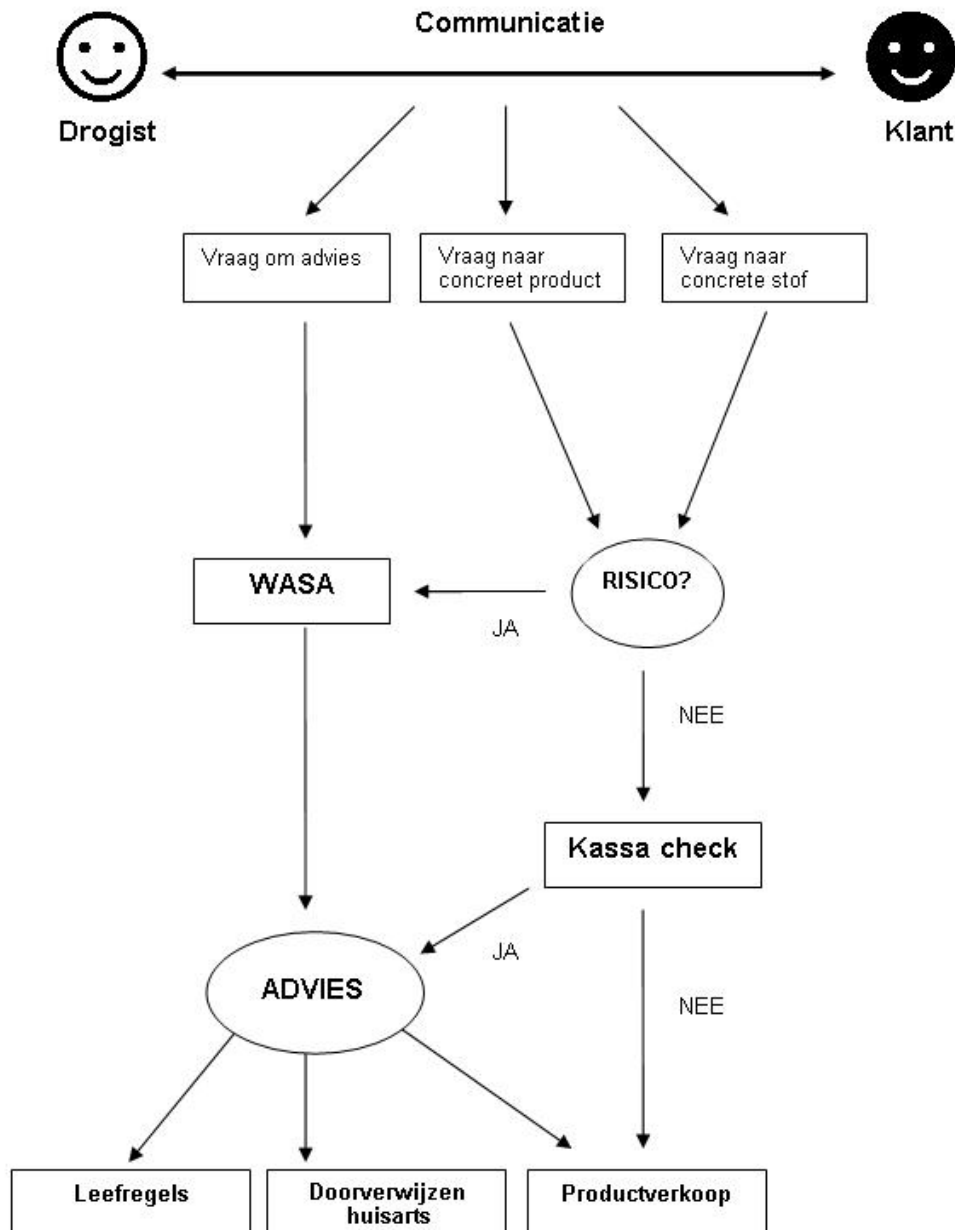 Communicatie
Drogist
Klant
Vraag om advies
Vraag naar
concreet product
Vraag naar
concrete stof
WASA
RISICO?
JA
NEE
Kassa check
JA
ADVIES
NEE
Leefregels
Doorverwijzen
huisarts
Productverkoop